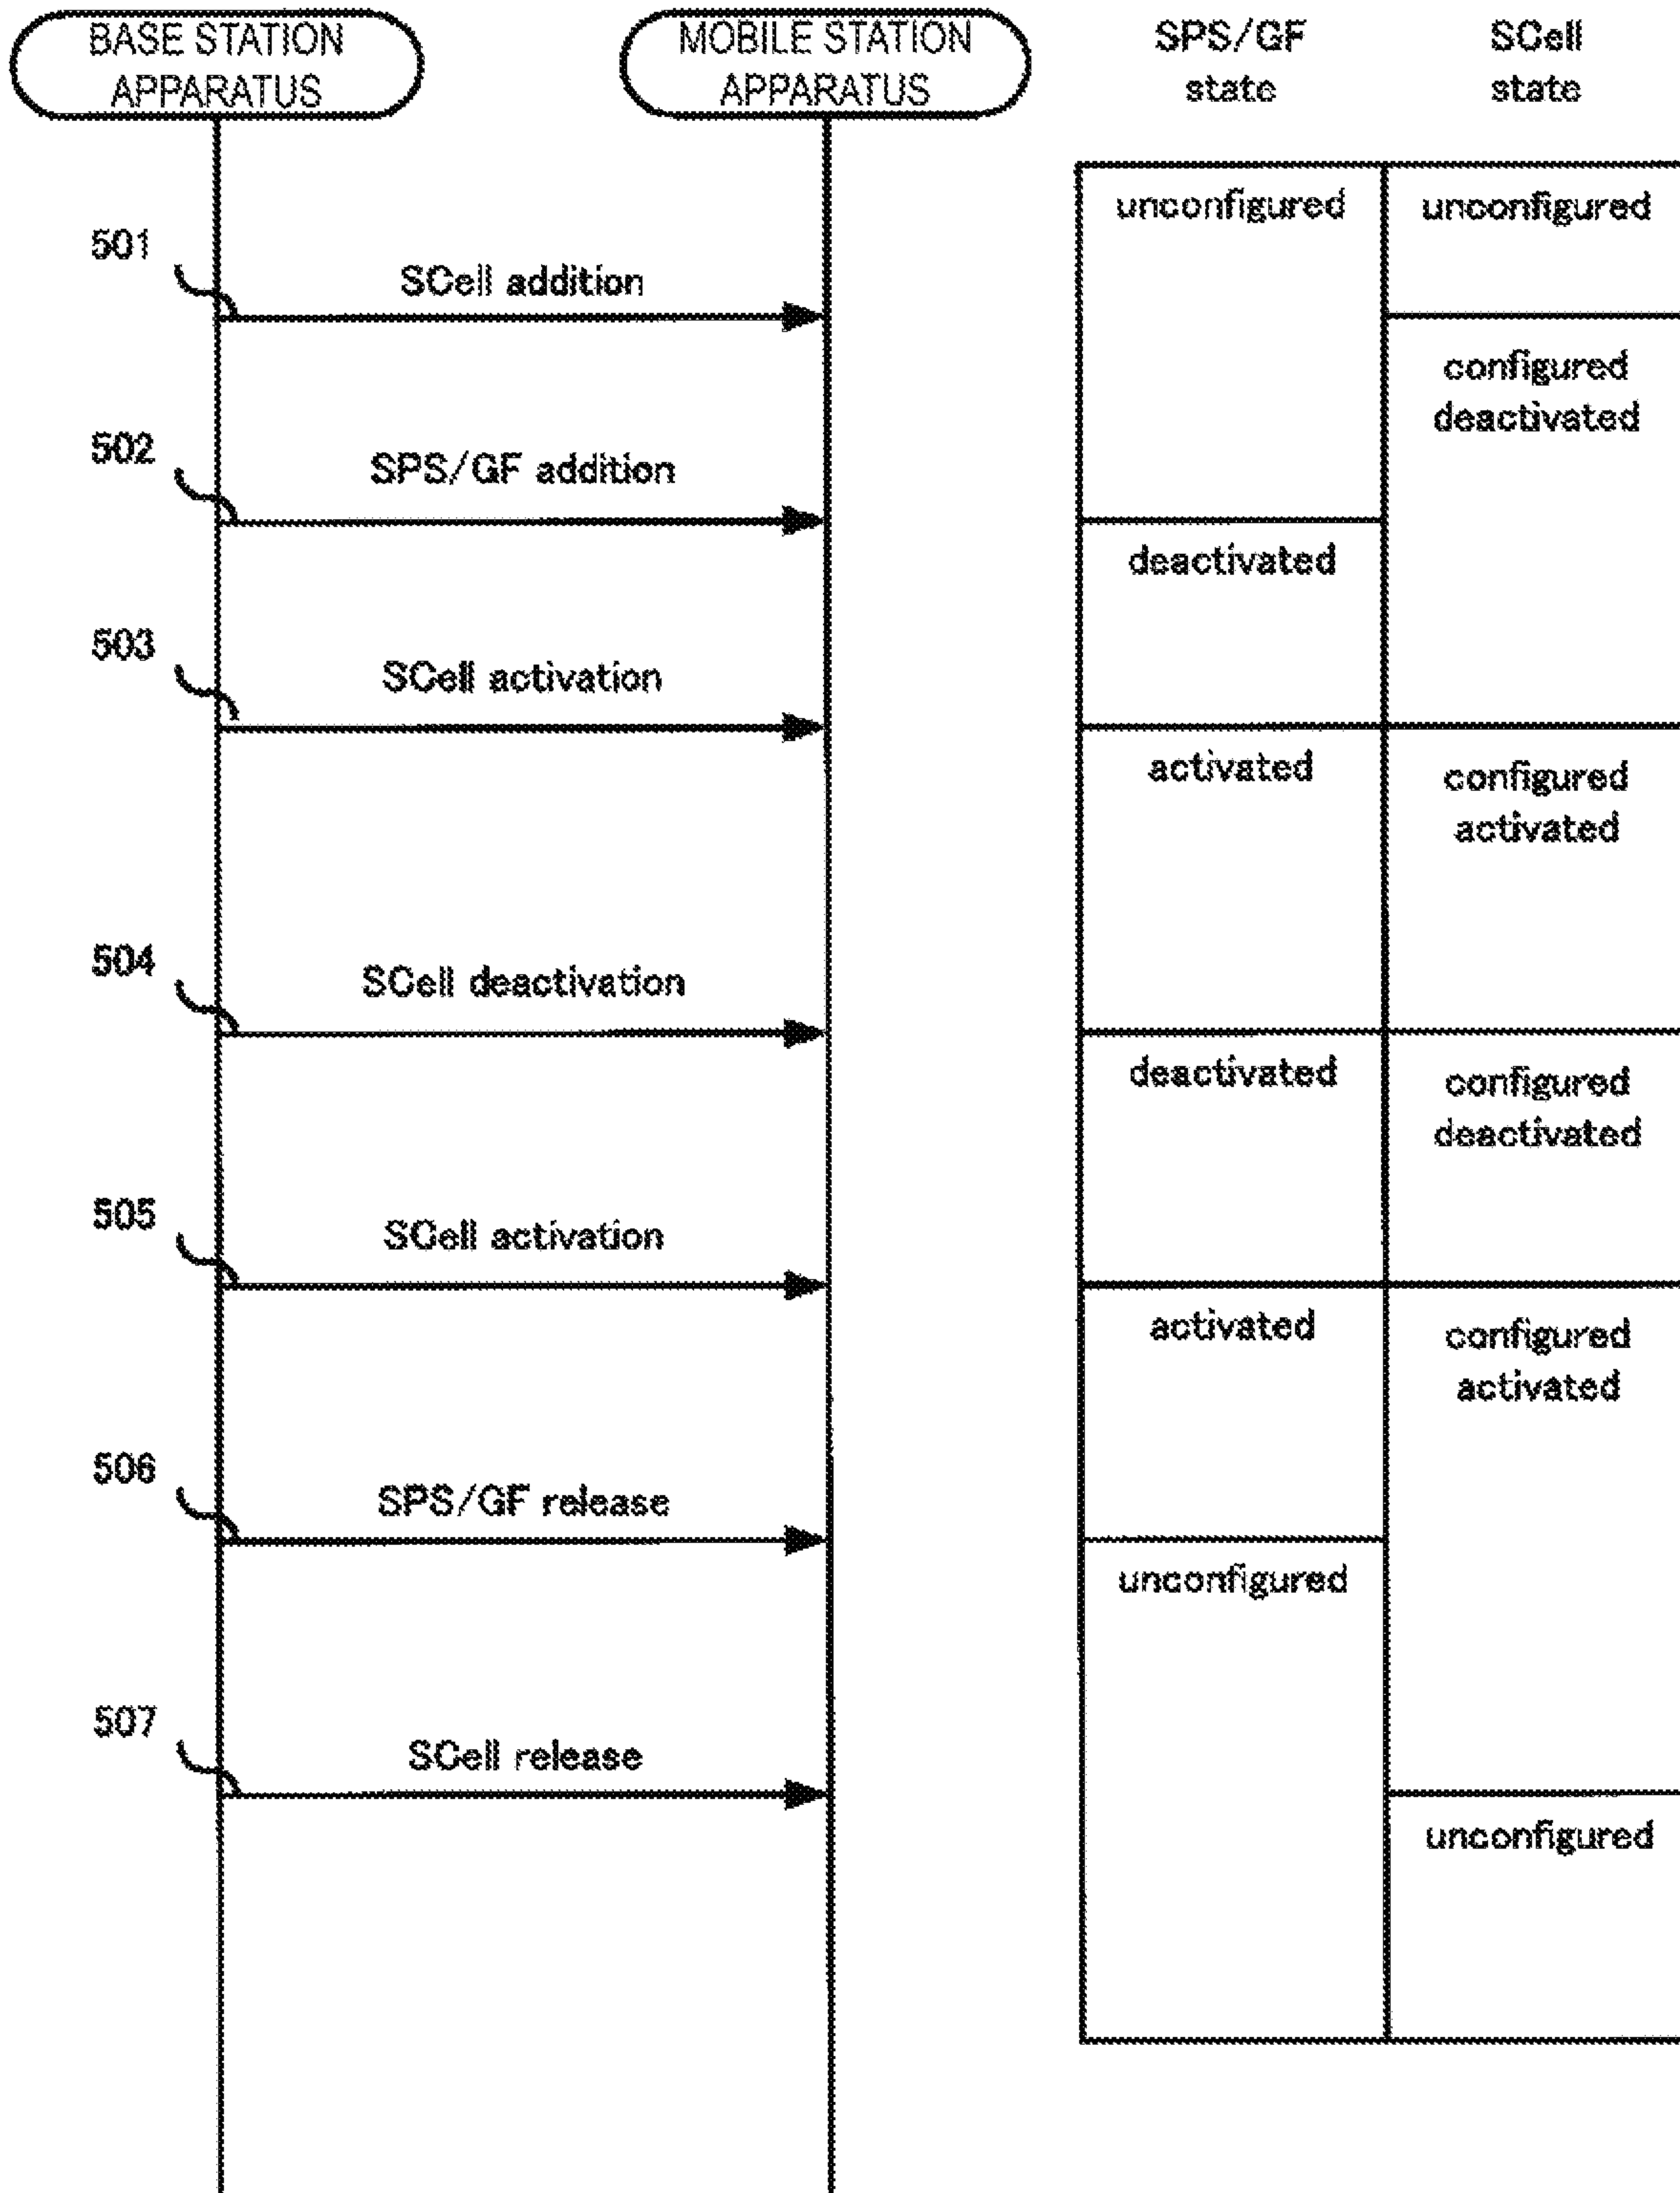 BASE STATION
APPARATUS
MOBILE STATION
APPARATUS
SPS/GF
state
SCell
state
unconfigured
unconfigured
501
SCell addition
configured
deactivated
502
SPS/GF addition
deactivated
503
SCell activation
activated
configured
activated
504
SCell deactivation
deactivated
configured
deactivated
505
SCell activation
activated
configured
activated
506
SPS/GF release
unconfigured
507
SCell release
unconfigured